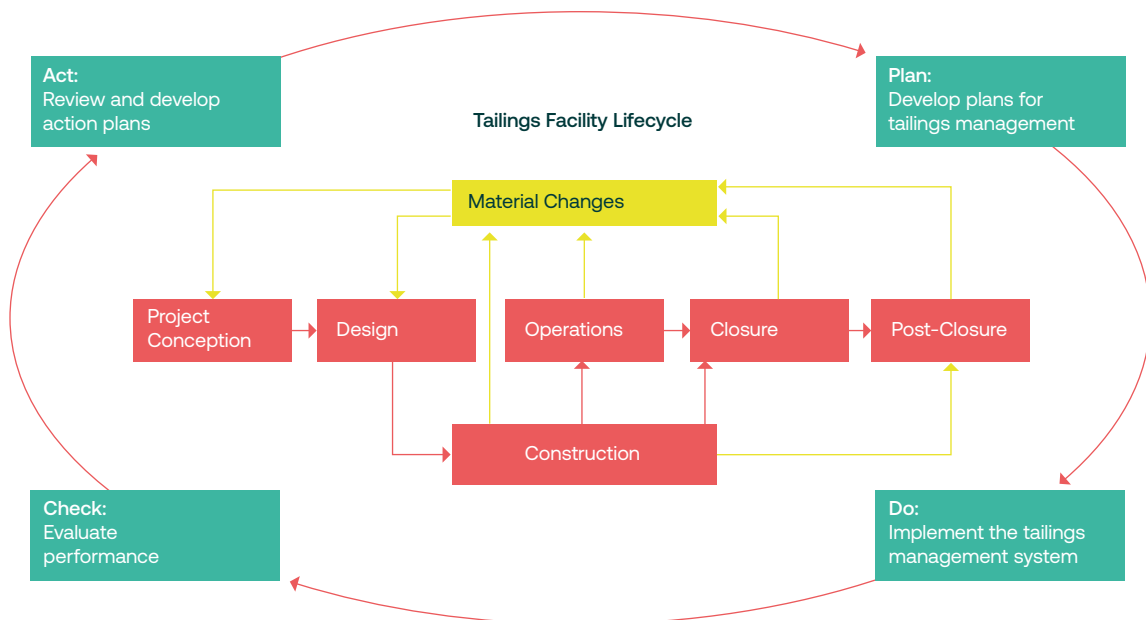 Act:
Review and develop
action plans
Plan:
Develop plans for
tailings management
Tailings Facility Lifecycle
Material Changes
Project
Conception
Design
Operations
Closure
Post-Closure
Construction
Check:
Evaluate
performance
Do:
Implement the tailings
management system